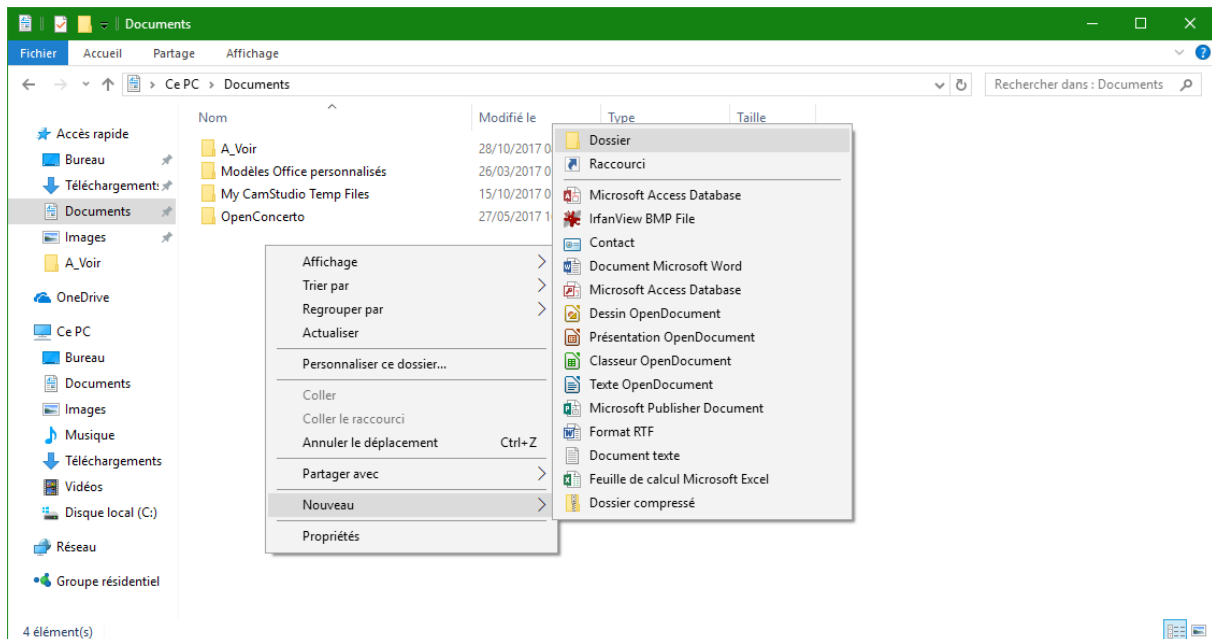 Documents
Fichier Accueil Partage Affichage
Ce PC Documents Rechercher dans : Documents
Nom Modifié le Type Taille
Accès rapide
Bureau
Téléchargements
Documents
Images
A_Voir
OneDrive
Ce PC
Bureau
Documents
Images
Musique
Téléchargements
Vidéos
Disque local (C:)
Réseau
Groupe résidentiel
A_Voir 28/10/2017 0
Modèles Office personnalisés 26/03/2017 0
My CamStudio Temp Files 15/10/2017 0
OpenConcerto 27/05/2017 1
Affichage
Trier par
Regrouper par
Actualiser
Personnaliser ce dossier...
Coller
Coller le raccourci
Annuler le déplacement Ctrl+Z
Partager avec
Nouveau
Propriétés
Dossier
Raccourci
Microsoft Access Database
IrfanView BMP File
Contact
Document Microsoft Word
Microsoft Access Database
Dessin OpenDocument
Présentation OpenDocument
Classeur OpenDocument
Texte OpenDocument
Microsoft Publisher Document
Format RTF
Document texte
Feuille de calcul Microsoft Excel
Dossier compressé
4 élément(s)